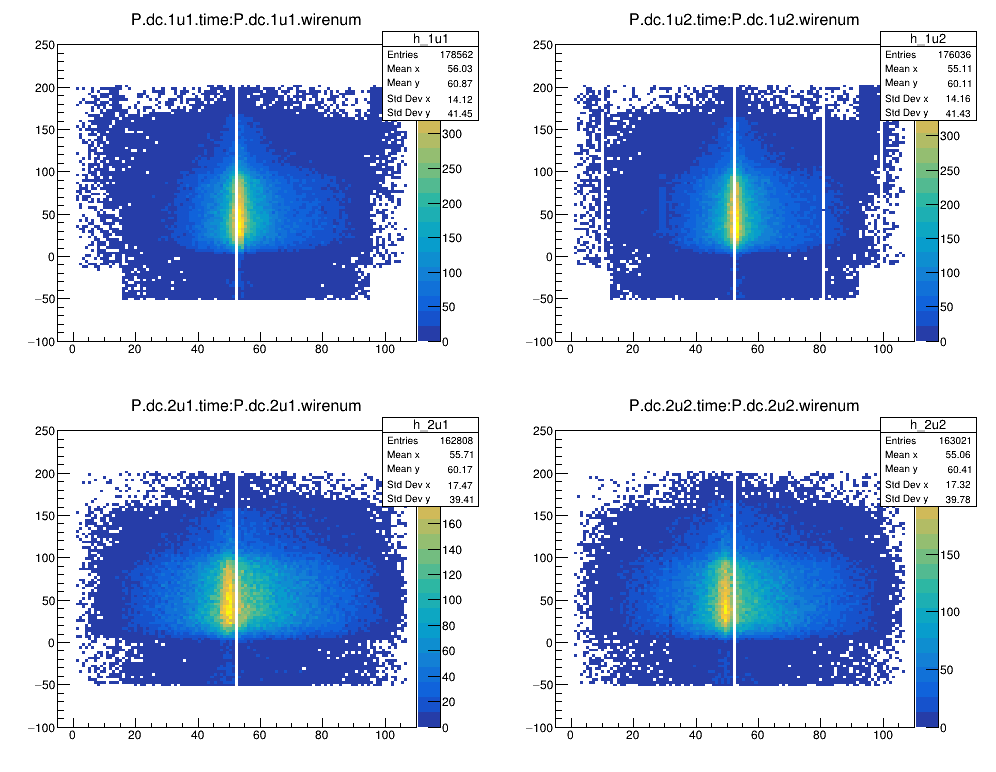 P.dc.1u1.time:P.dc.1u1.wirenum
h_1u1
Entries 178562
Mean x 56.03
Mean y 60.87
Std Dev x 14.12
Std Dev y 41.45
250
200
150
100
50
0
−50
−100
0 20 40 60 80 100
300
250
200
150
100
50
0
P.dc.1u2.time:P.dc.1u2.wirenum
h_1u2
Entries 176036
Mean x 55.11
Mean y 60.11
Std Dev x 14.16
Std Dev y 41.43
250
200
150
100
50
0
−50
−100
0 20 40 60 80 100
300
250
200
150
100
50
0
P.dc.2u1.time:P.dc.2u1.wirenum
h_2u1
Entries 162808
Mean x 55.71
Mean y 60.17
Std Dev x 17.47
Std Dev y 39.41
250
200
150
100
50
0
−50
−100
0 20 40 60 80 100
160
140
120
100
80
60
40
20
0
P.dc.2u2.time:P.dc.2u2.wirenum
h_2u2
Entries 163021
Mean x 55.06
Mean y 60.41
Std Dev x 17.32
Std Dev y 39.78
250
200
150
100
50
0
−50
−100
0 20 40 60 80 100
150
100
50
0